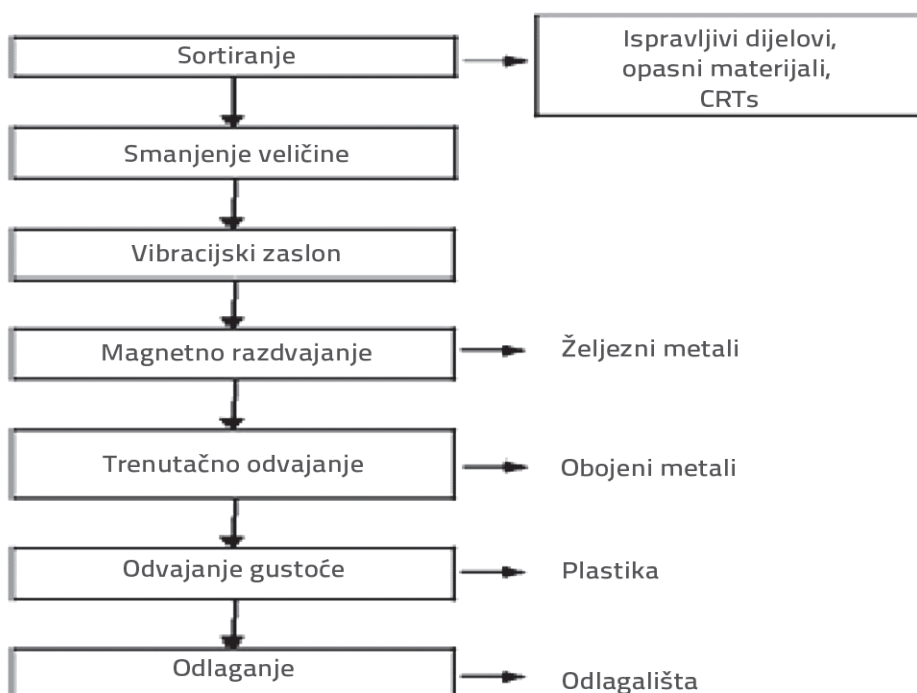 Sortiranje
Ispravljivi dijelovi,
opasni materijali,
CRTs
Smanjenje veličine
Vibracijski zaslon
Magnetno razdvajanje
Željezni metali
Trenutačno odvajanje
Obojeni metali
Odvajanje gustoće
Plastika
Odlaganje
Odlagališta